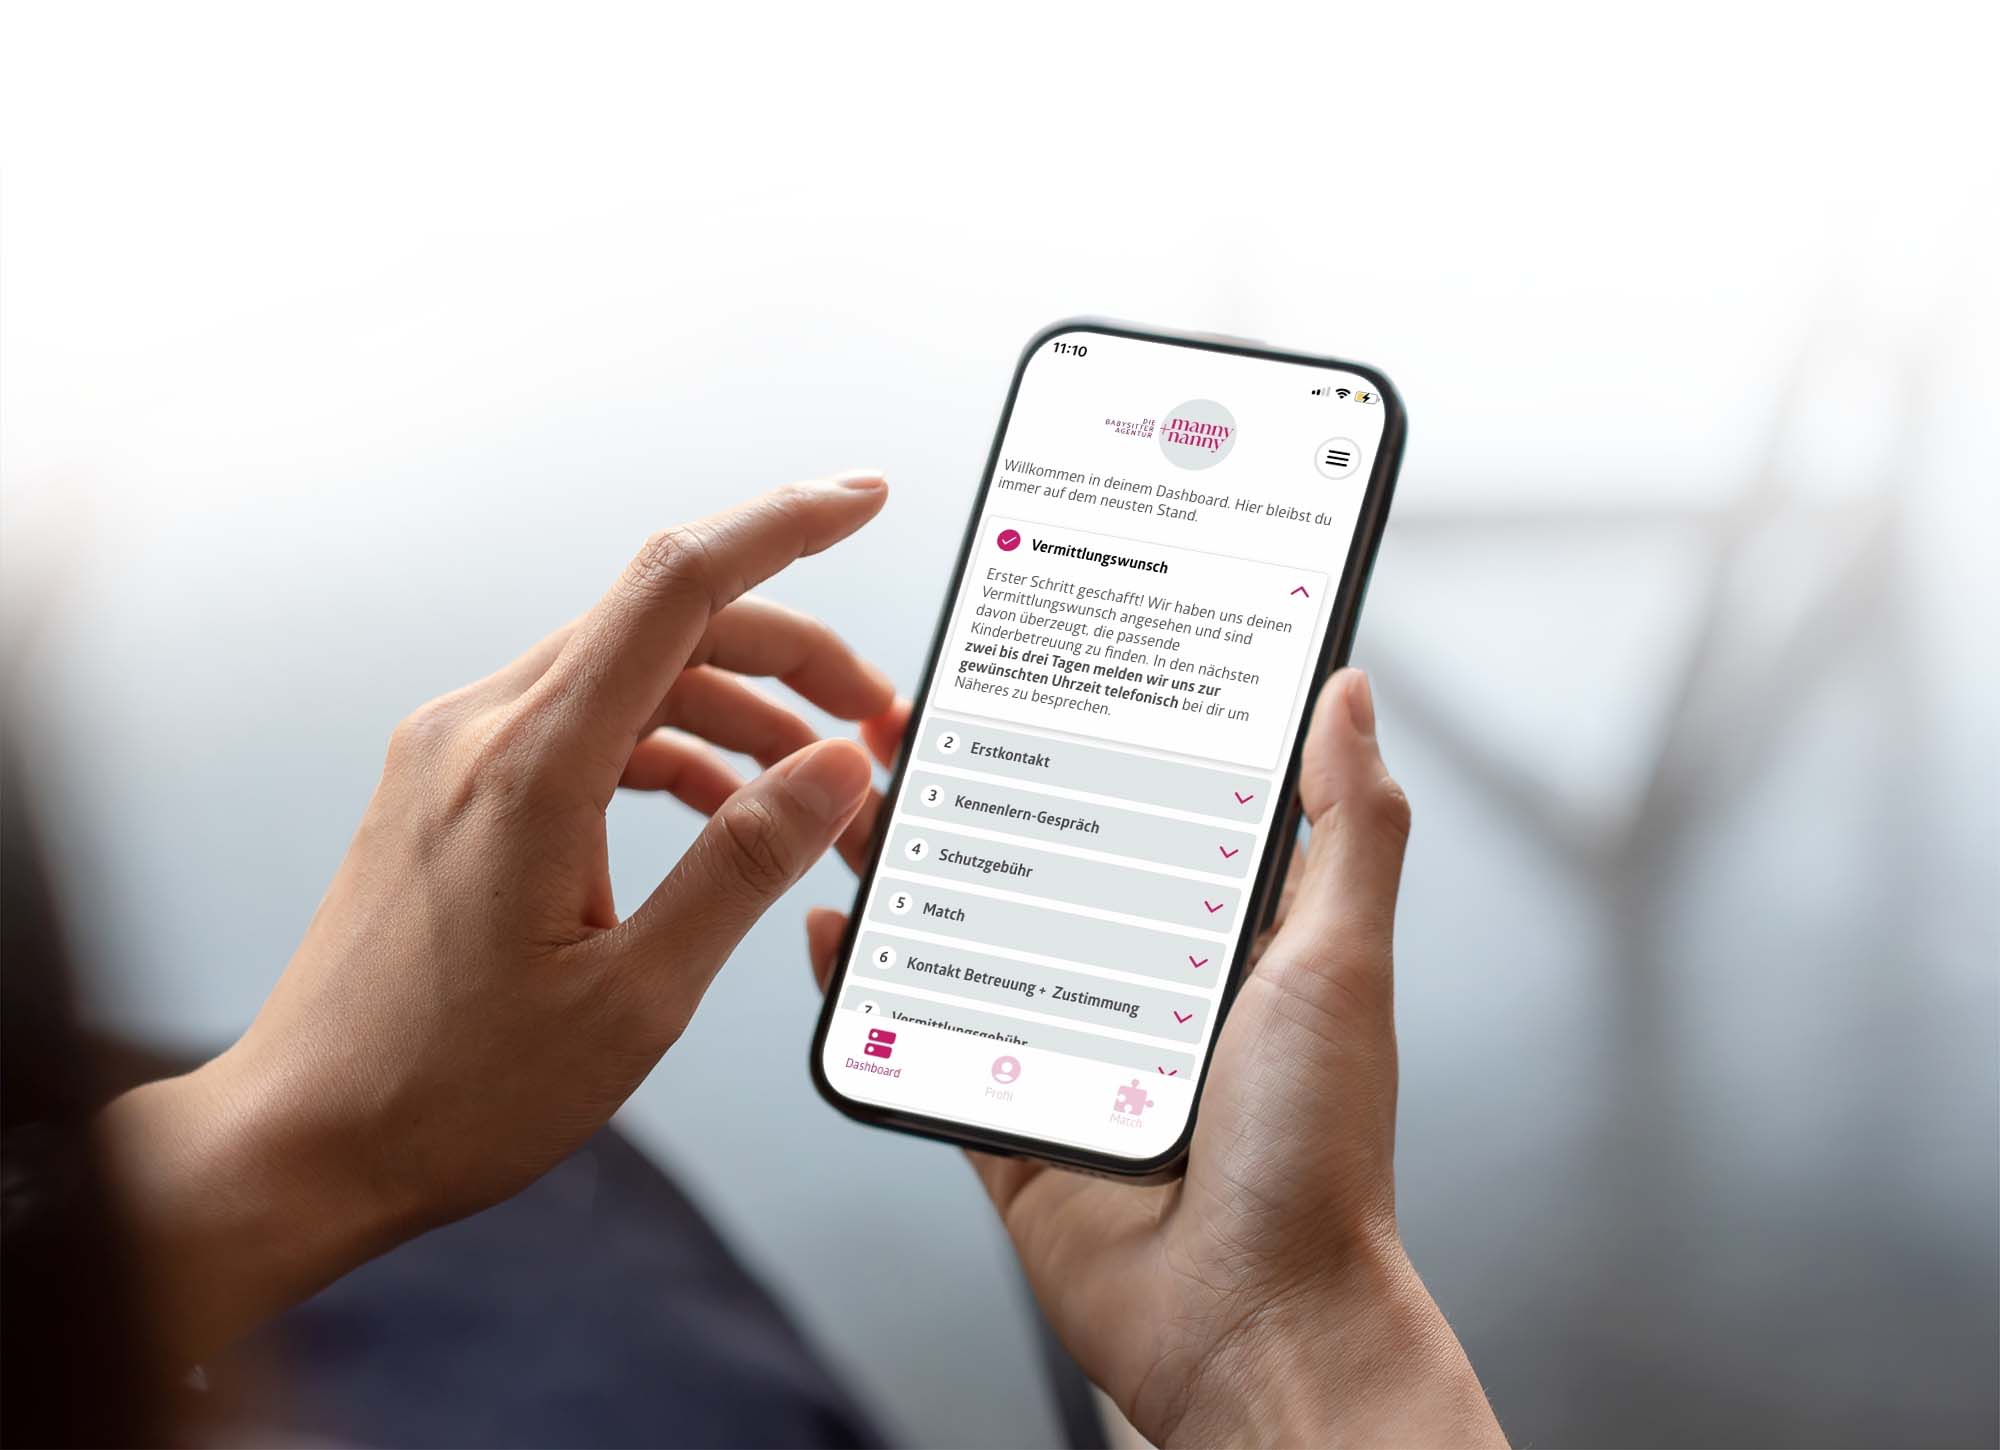 11:10
DIE
BABYSITTER
AGENTUR
manny
+nanny
Willkommen in deinem Dashboard. Hier bleibst du
immer auf dem neusten Stand.
Vermittlungswunsch
Erster Schritt geschafft! Wir haben uns deinen
Vermittlungswunsch angesehen und sind
davon überzeugt, die passende
Kinderbetreuung zu finden. In den nächsten
zwei bis drei Tagen melden wir uns zur
gewünschten Uhrzeit telefonisch bei dir um
Näheres zu besprechen.
2 Erstkontakt
3 Kennenlern-Gespräch
4 Schutzgebühr
5 Match
6 Kontakt Betreuung + Zustimmung
7 Vermittlungsgebühr
Dashboard
Profil
Match